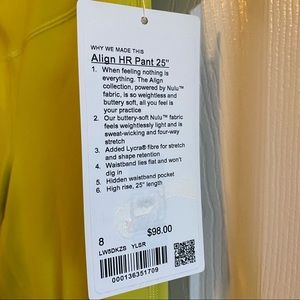 WHY WE MADE THIS
Align HR Pant 25"
1. When feeling nothing is
everything. The Align
collection, powered by Nulu™
fabric, is so weightless and
buttery soft, all you feel is
your practice
2. Our buttery-soft Nulu™ fabric
feels weightlessly light and is
sweat-wicking and four-way
stretch
3. Added Lycra® fibre for stretch
and shape retention
4. Waistband lies flat and won't
dig in
5. Hidden waistband pocket
6. High rise, 25" length
8 $98.00
LW5DKZS YLSR
000136351709